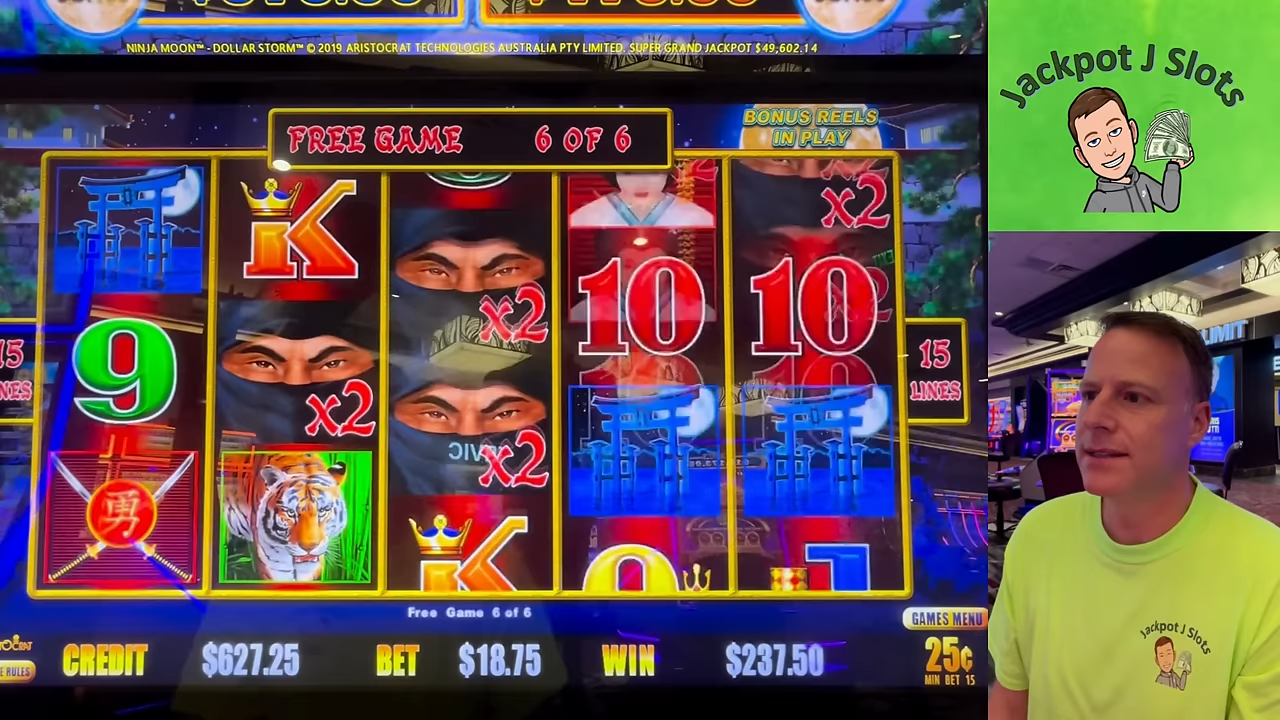 NINJA MOON™ - DOLLAR STORM™ © 2019 ARISTOCRAT TECHNOLOGIES AUSTRALIA PTY LIMITED. SUPER GRAND JACKPOT $49,602.14
Jackpot J Slots
FREE GAME 6 OF 6
BONUS REELS
IN PLAY
K
x2
x2
10
10
9
x2
x2
勇
K
J
15
LINES
15
Free Game 6 of 6
GAMES MENU
CREDIT $627.25 BET $18.75 WIN $237.50
25¢
MIN BET 15
Jackpot J Slots